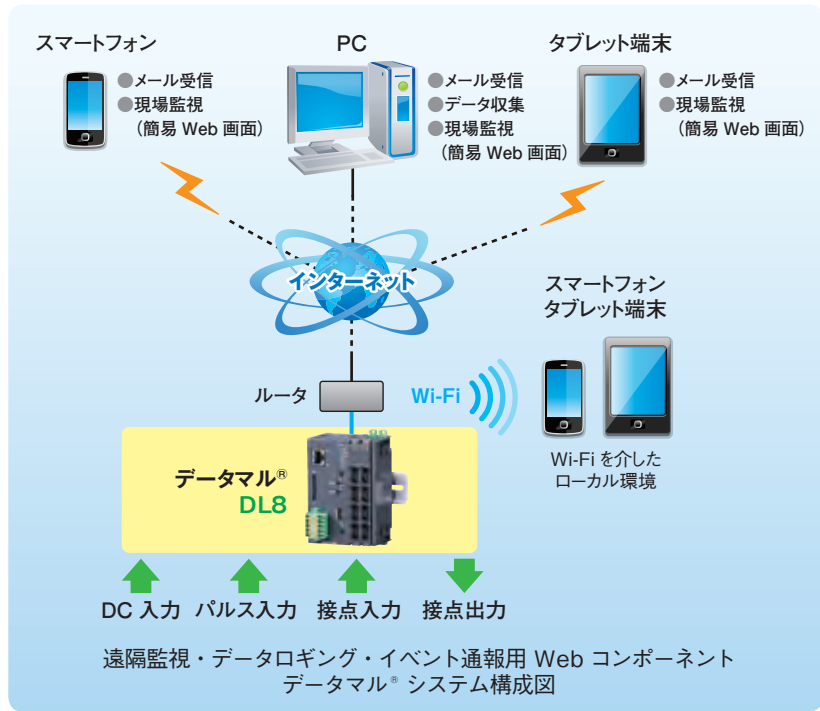 スマートフォン
●メール受信
●現場監視
（簡易 Web 画面）
PC
●メール受信
●データ収集
●現場監視
（簡易 Web 画面）
タブレット端末
●メール受信
●現場監視
（簡易 Web 画面）
インターネット
スマートフォン
タブレット端末
ルータ
Wi-Fi
Wi-Fi を介した
ローカル環境
データマル®
DL8
DC 入力
パルス入力
接点入力
接点出力
遠隔監視・データロギング・イベント通報用 Web コンポーネント
データマル® システム構成図